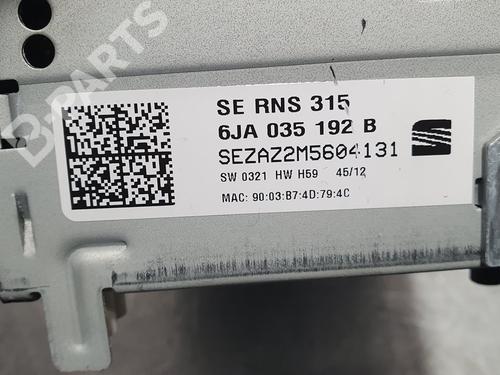 B-PARTS
SE RNS 315
6JA 035 192 B
SEZAZ2M5604131
SW 0321 HW H59 45/12
MAC: 90:03:B7:4D:79:4C